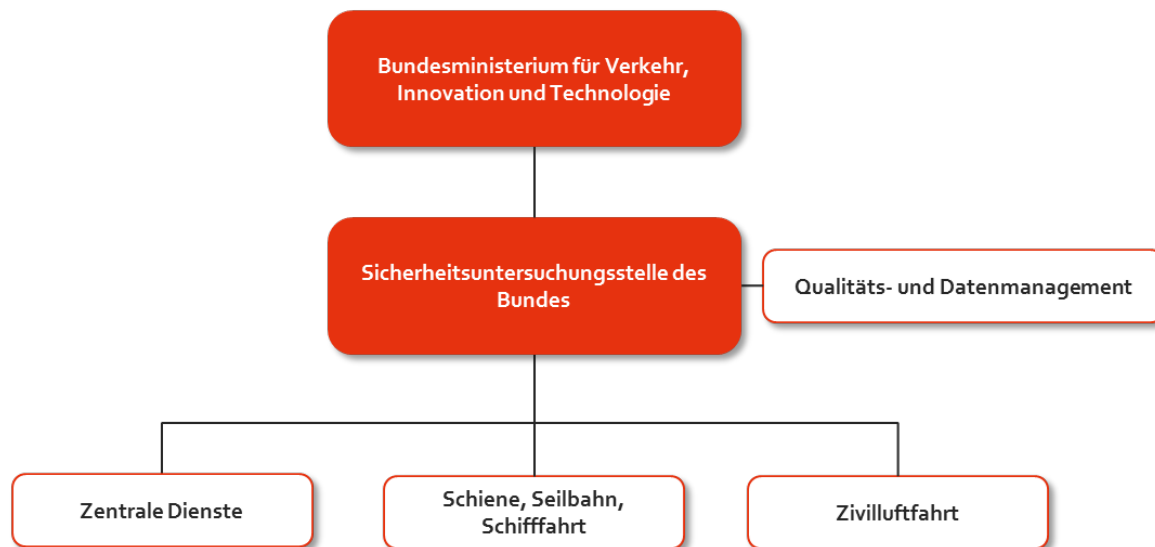 Bundesministerium für Verkehr,
Innovation und Technologie
Sicherheitsuntersuchungsstelle des
Bundes
Qualitäts- und Datenmanagement
Zentrale Dienste
Schiene, Seilbahn,
Schifffahrt
Zivilluftfahrt